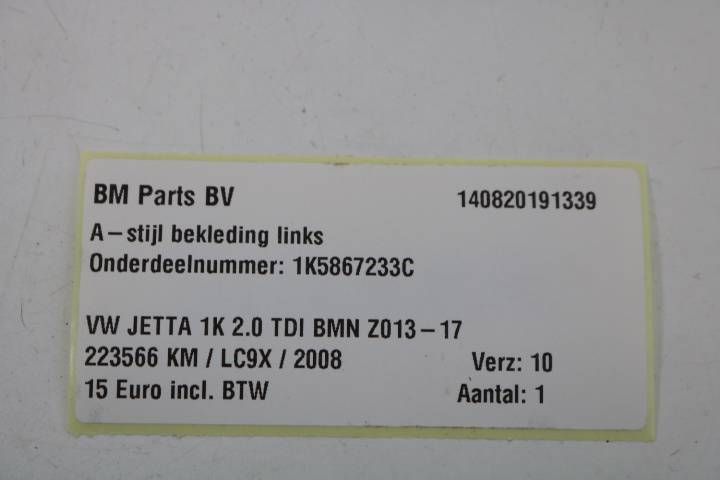 BM Parts BV 140820191339
A-stijl bekleding links
Onderdeelnummer: 1K5867233C
VW JETTA 1K 2.0 TDI BMN Z013-17
223566 KM / LC9X / 2008 Verz: 10
15 Euro incl. BTW Aantal: 1